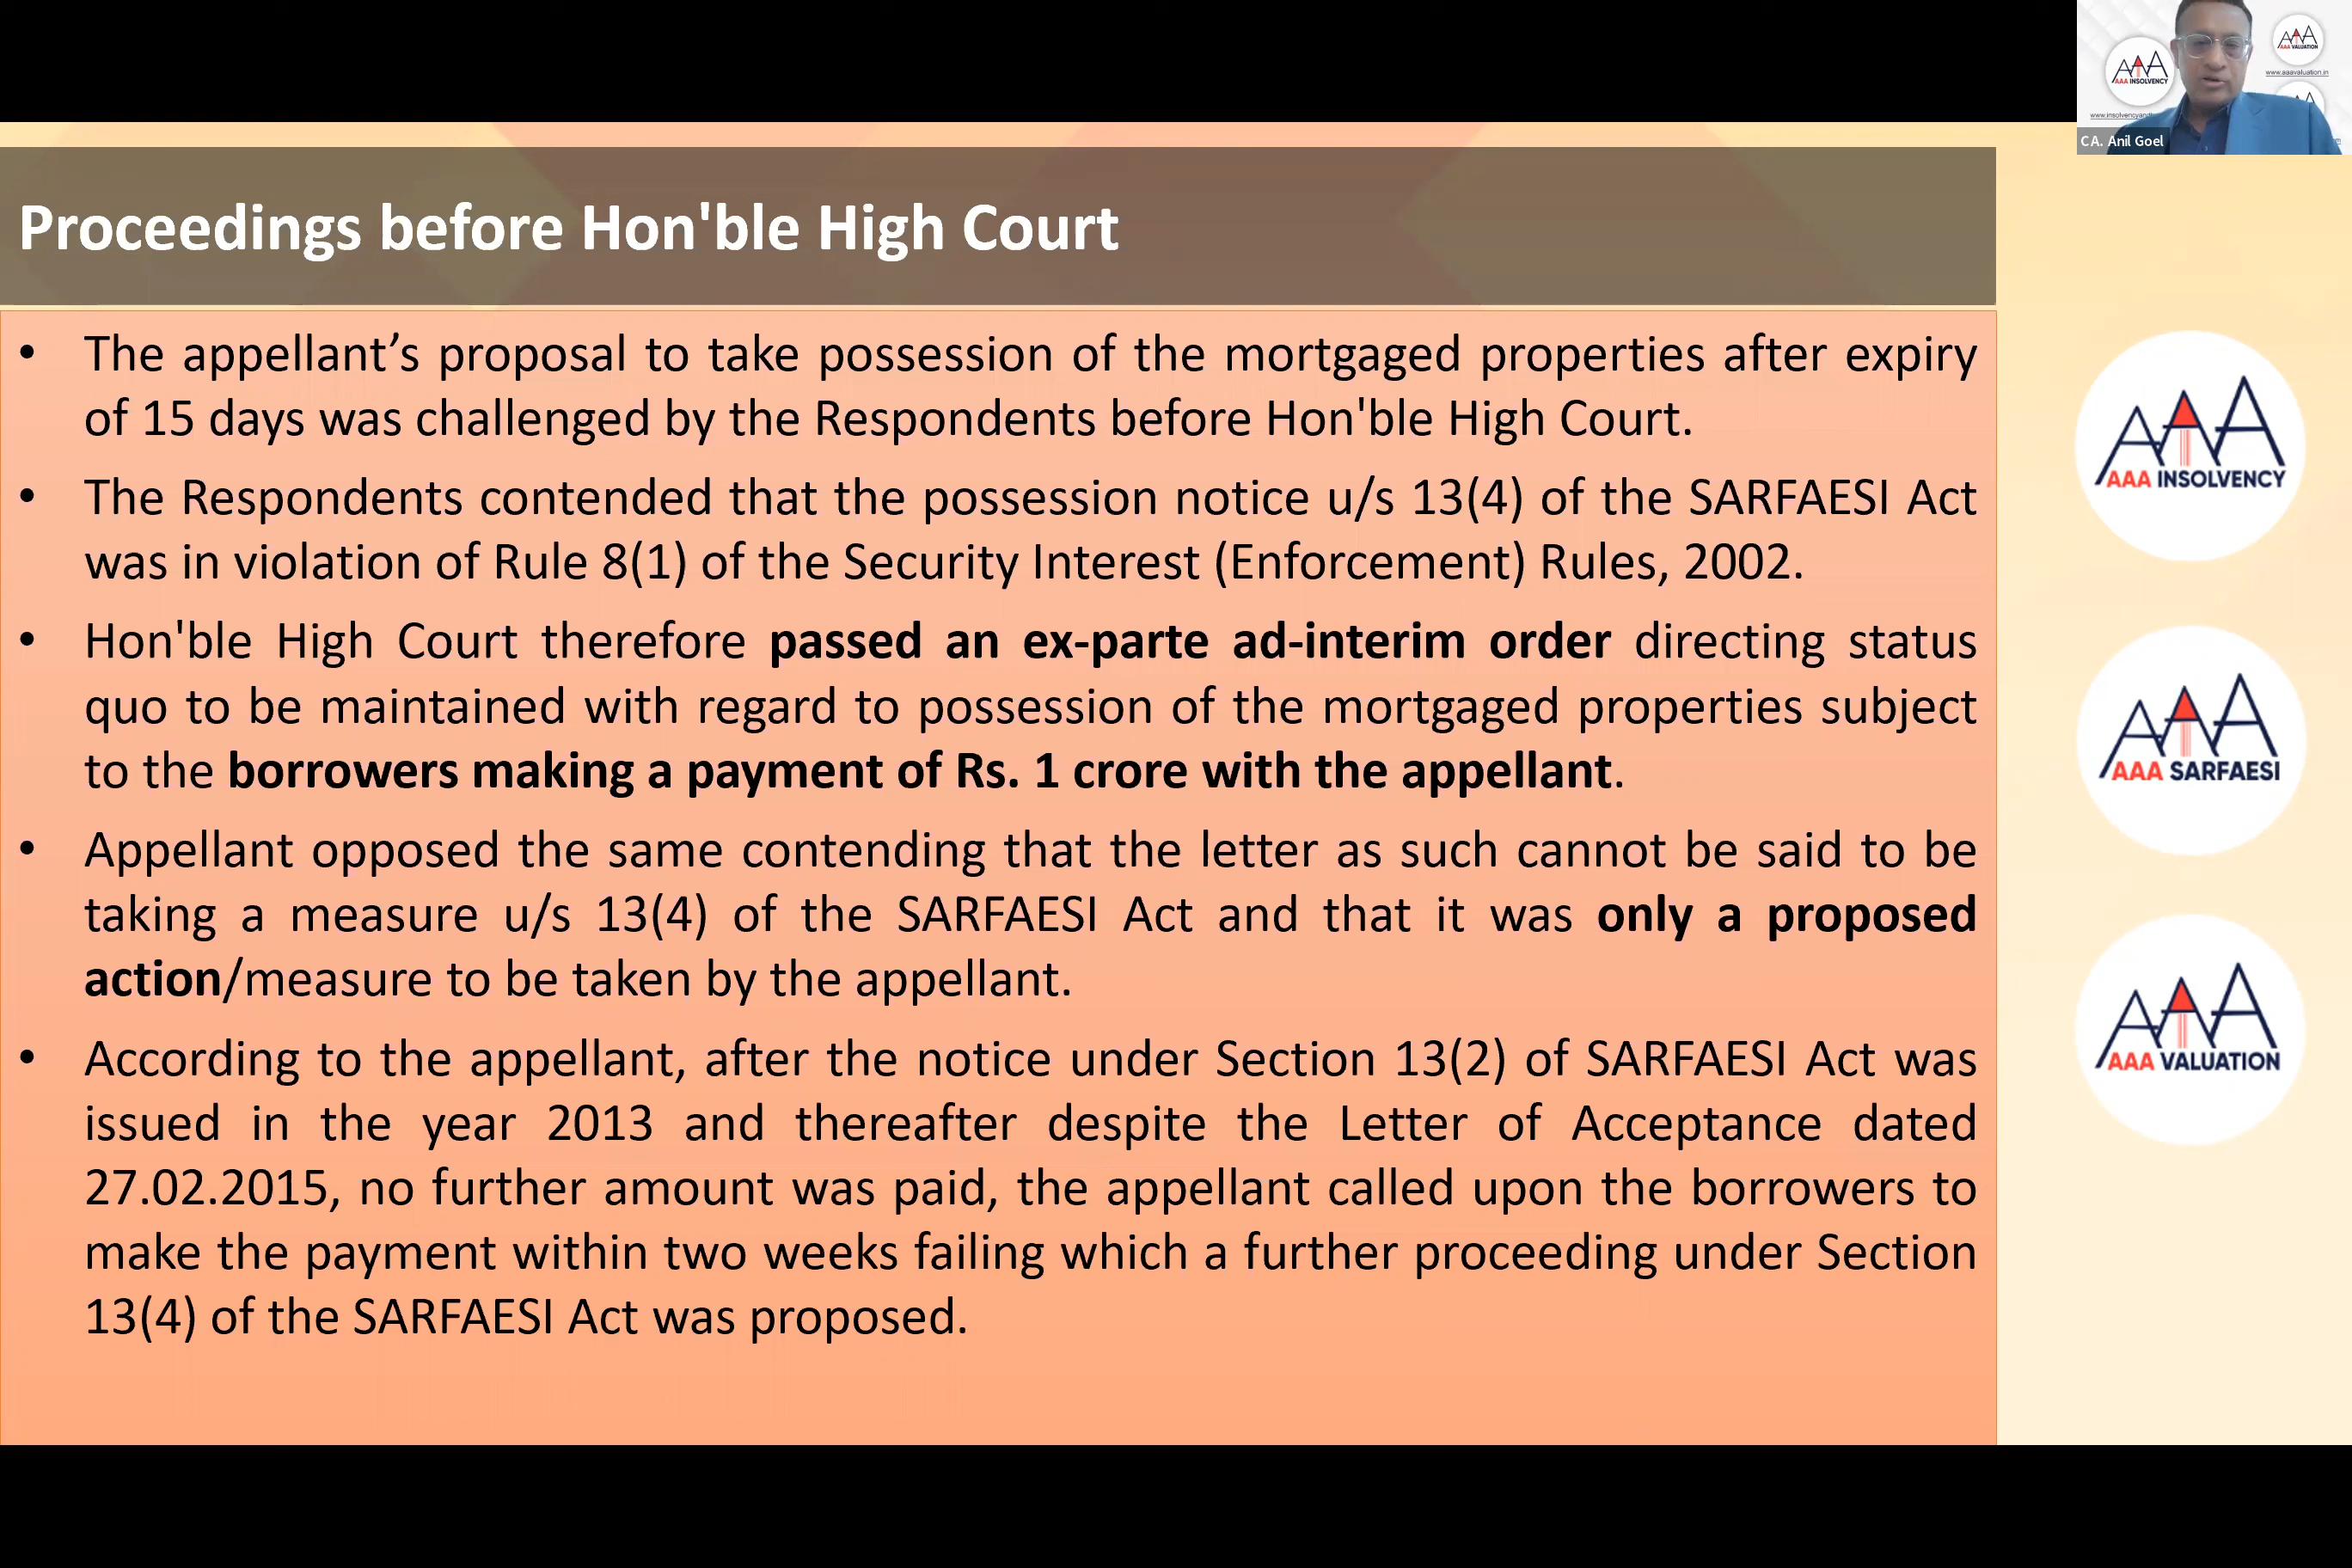 AAA INSOLVENCY
AAA VALUATION
www.aaavaluation.in
CA. Anil Goel
Proceedings before Hon'ble High Court
• The appellant’s proposal to take possession of the mortgaged properties after expiry
of 15 days was challenged by the Respondents before Hon'ble High Court.
• The Respondents contended that the possession notice u/s 13(4) of the SARFAESI Act
was in violation of Rule 8(1) of the Security Interest (Enforcement) Rules, 2002.
• Hon'ble High Court therefore passed an ex-parte ad-interim order directing status
quo to be maintained with regard to possession of the mortgaged properties subject
to the borrowers making a payment of Rs. 1 crore with the appellant.
• Appellant opposed the same contending that the letter as such cannot be said to be
taking a measure u/s 13(4) of the SARFAESI Act and that it was only a proposed
action/measure to be taken by the appellant.
• According to the appellant, after the notice under Section 13(2) of SARFAESI Act was
issued in the year 2013 and thereafter despite the Letter of Acceptance dated
27.02.2015, no further amount was paid, the appellant called upon the borrowers to
make the payment within two weeks failing which a further proceeding under Section
13(4) of the SARFAESI Act was proposed.
AAA INSOLVENCY
AAA SARFAESI
AAA VALUATION